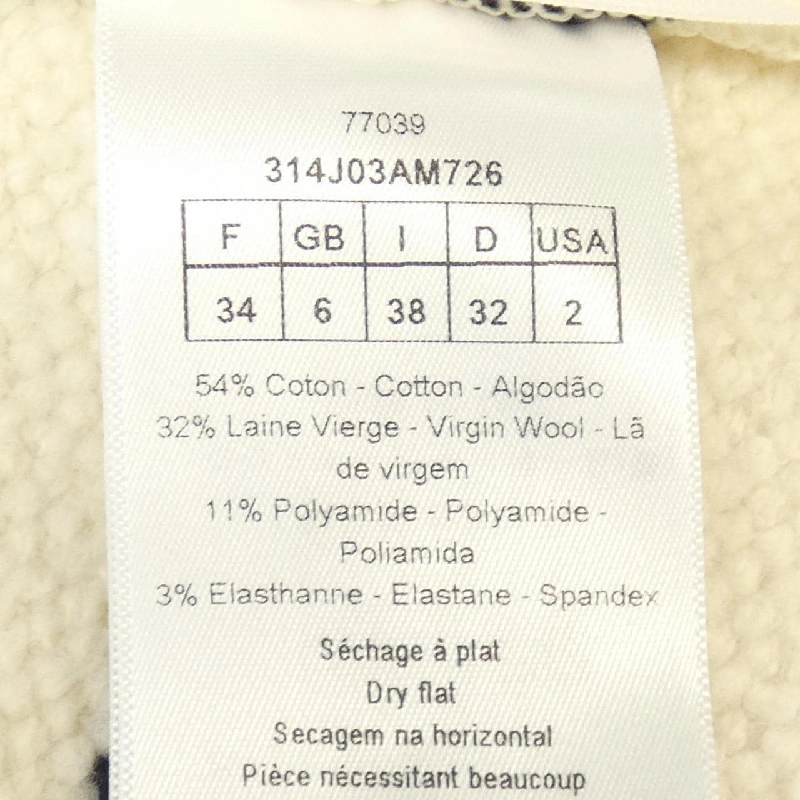 77039
314J03AM726
F GB I D USA
34 6 38 32 2
54% Coton - Cotton - Algodão
32% Laine Vierge - Virgin Wool - Lã
de virgem
11% Polyamide - Polyamide -
Poliamida
3% Elasthanne - Elastane - Spandex
Séchage à plat
Dry flat
Secagem na horizontal
Pièce nécessitant beaucoup